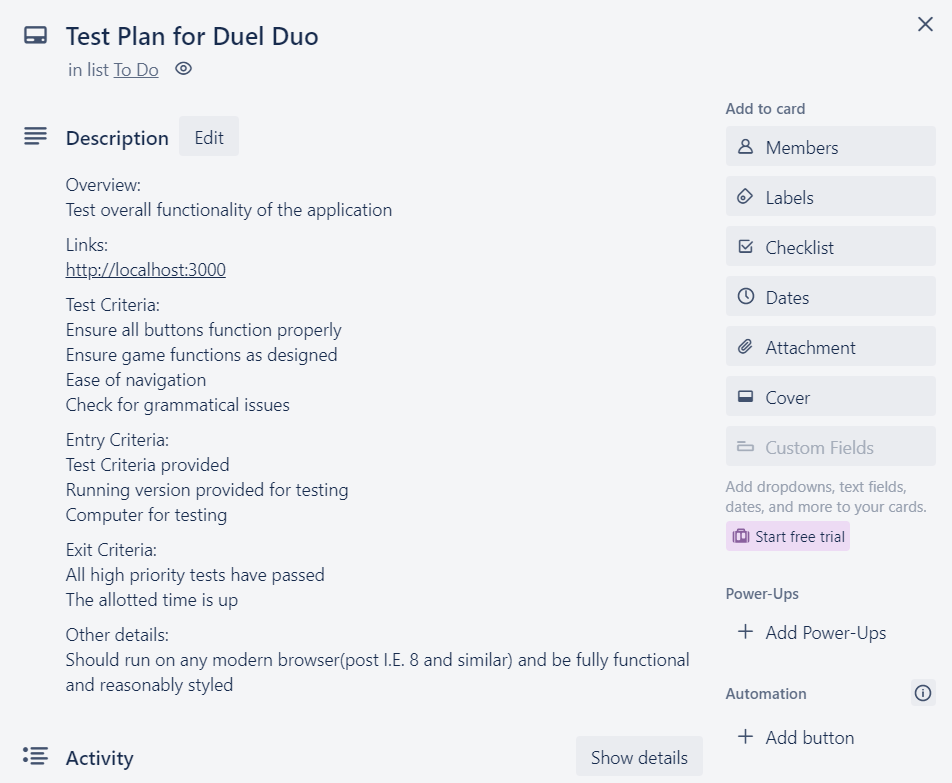 Test Plan for Duel Duo
in list To Do
Description
Edit
Overview:
Test overall functionality of the application
Links:
http://localhost:3000
Test Criteria:
Ensure all buttons function properly
Ensure game functions as designed
Ease of navigation
Check for grammatical issues
Entry Criteria:
Test Criteria provided
Running version provided for testing
Computer for testing
Exit Criteria:
All high priority tests have passed
The allotted time is up
Other details:
Should run on any modern browser(post I.E. 8 and similar) and be fully functional
and reasonably styled
Activity
Show details
Add to card
Members
Labels
Checklist
Dates
Attachment
Cover
Custom Fields
Add dropdowns, text fields,
dates, and more to your cards.
Start free trial
Power-Ups
Add Power-Ups
Automation
Add button